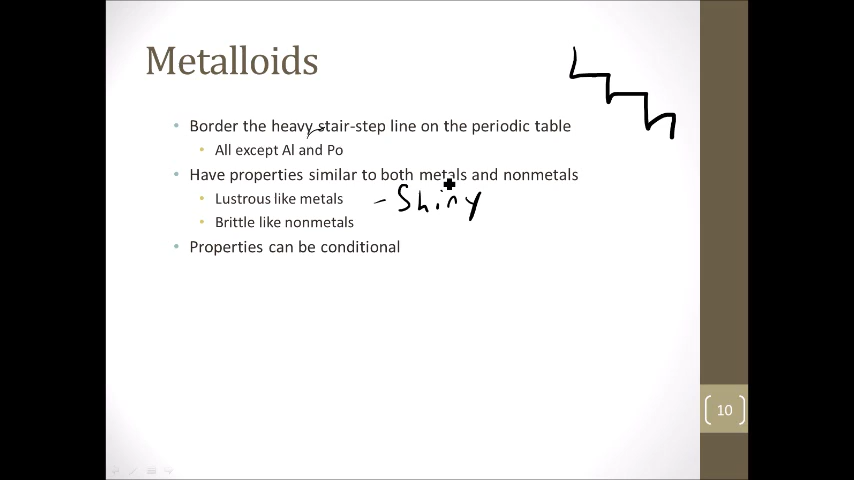 Metalloids
Border the heavy stair-step line on the periodic table
All except Al and Po
Have properties similar to both metals and nonmetals
Lustrous like metals - Shiny
Brittle like nonmetals
Properties can be conditional
10